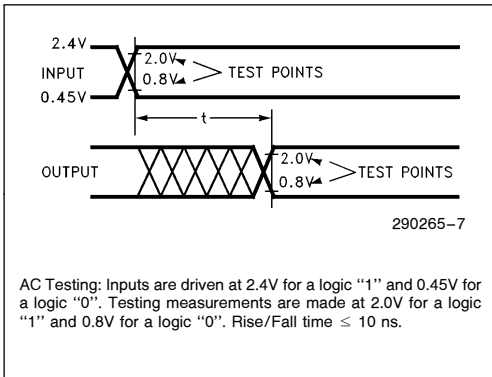 2.4V
INPUT
0.45V
2.0V
0.8V
TEST POINTS
t
OUTPUT
2.0V
0.8V
TEST POINTS
290265–7
AC Testing: Inputs are driven at 2.4V for a logic ‘‘1’’ and 0.45V for
a logic ‘‘0’’. Testing measurements are made at 2.0V for a logic
‘‘1’’ and 0.8V for a logic ‘‘0’’. Rise/Fall time ≤ 10 ns.